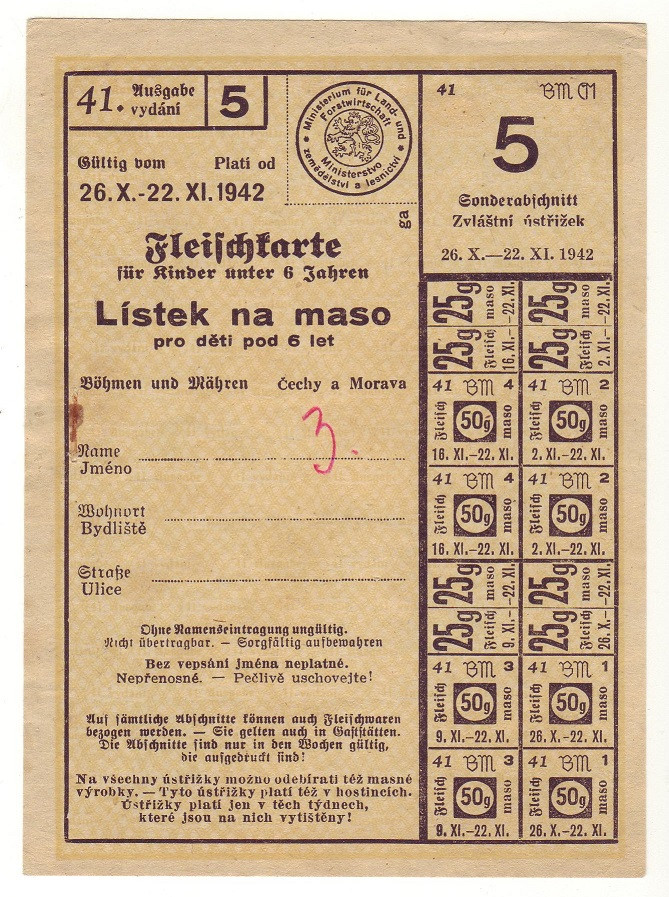 41. Ausgabe
vydání
5
Gültig vom Platí od
26. X.-22. XI. 1942
Ministerium für Land- und
Forstwirtschaft
Ministerstvo
zemědělství a lesnictví
ga
Fleischkarte
für Kinder unter 6 Jahren
Lístek na maso
pro děti pod 6 let
Böhmen und Mähren Čechy a Morava
3.
Name
Jméno
Wohnort
Bydliště
Straße
Ulice
Ohne Namenseintragung ungültig.
Nicht übertragbar. — Sorgfältig aufbewahren
Bez vepsání jména neplatné.
Nepřenosné. — Pečlivě uschovejte!
Auf sämtliche Abschnitte können auch Fleischwaren
bezogen werden. — Sie gelten auch in Gaststätten.
Die Abschnitte sind nur in den Wochen gültig,
die aufgedruckt sind!
Na všechny ústřižky možno odebírati též masné
výrobky. — Tyto ústřižky platí též v hostincích.
Ústřižky platí jen v těch týdnech,
které jsou na nich vytištěny!
41 BM ČM
5
Sonderabschnitt
Zvláštní ústřižek
26. X.—22. XI. 1942
25g maso 25g maso
25g Fleisch 16. XI.--22. XI. 25g Fleisch 2. XI.--22. XI.
41 BM 4 41 BM 2
Fleisch 50g maso Fleisch 50g maso
16. XI.-22. XI. 2. XI.-22. XI.
41 BM 4 41 BM 2
Fleisch 50g maso Fleisch 50g maso
16. XI.-22. XI. 2. XI.-22. XI.
25g maso 25g maso
25g Fleisch 9. XI.--22. XI. 25g Fleisch 26. X.--22. XI.
41 BM 3 41 BM 1
Fleisch 50g maso Fleisch 50g maso
9. XI.-22. XI. 26. X.-22. XI.
41 BM 3 41 BM 1
Fleisch 50g maso Fleisch 50g maso
9. XI.-22. XI. 26. X.-22. XI.